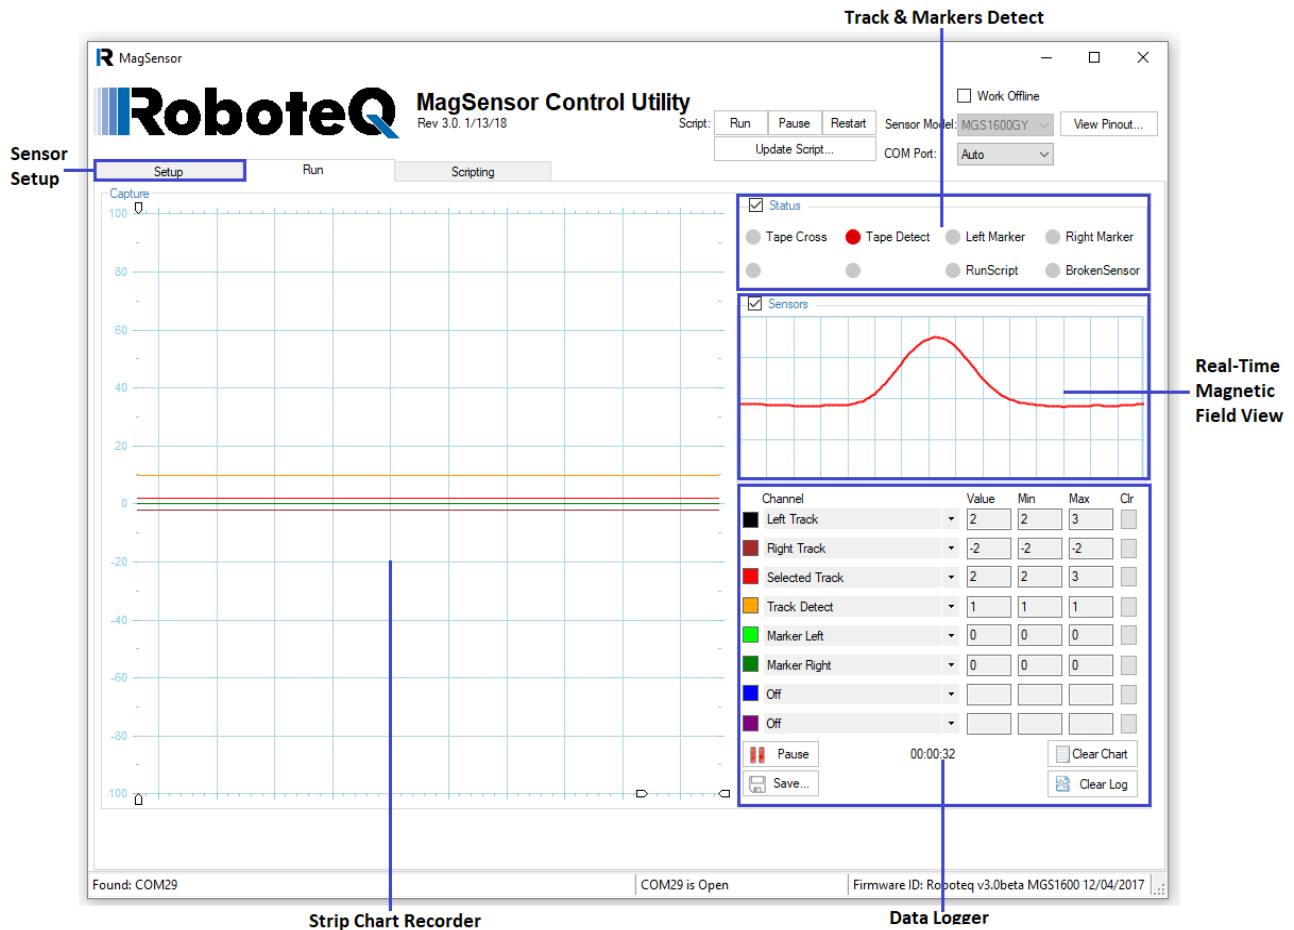 Track & Markers Detect
MagSensor
RoboteQ
MagSensor Control Utility
Rev 3.0. 1/13/18
Work Offline
Script: Run Pause Restart
Sensor Model: MGS1600GY
View Pinout...
Update Script...
COM Port: Auto
Sensor
Setup
Setup Run Scripting
Capture
100
80
60
40
20
0
-20
-40
-60
-80
-100
Status
Tape Cross Tape Detect Left Marker Right Marker
RunScript BrokenSensor
Sensors
Real-Time
Magnetic
Field View
Channel Value Min Max Clr
Left Track 2 2 3
Right Track -2 -2 -2
Selected Track 2 2 3
Track Detect 1 1 1
Marker Left 0 0 0
Marker Right 0 0 0
Off
Off
Pause 00:00:32 Clear Chart
Save... Clear Log
Found: COM29 COM29 is Open Firmware ID: Roboteq v3.0beta MGS1600 12/04/2017
Strip Chart Recorder Data Logger